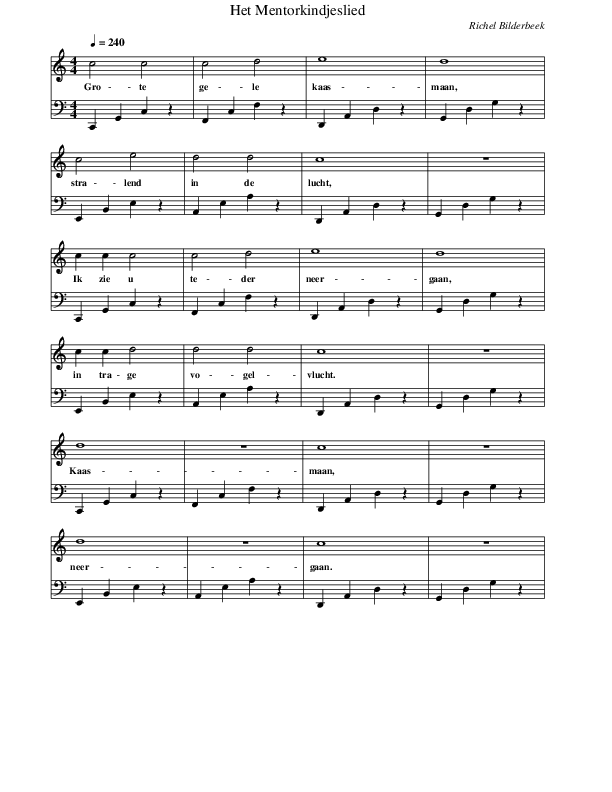 Het Mentorkindjeslied
Richel Bilderbeek
♩ = 240
Gro - te ge - le kaas - - - maan,
stra - - lend in de lucht,
Ik zie u te - der neer - - - gaan,
in tra - ge vo - gel - vlucht.
Kaas - - - - - - - maan,
neer - - - - - - - gaan.